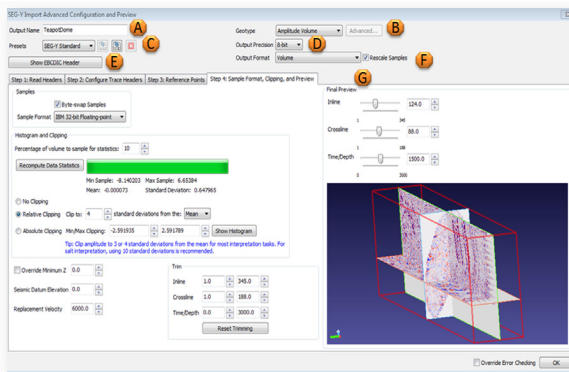 SEG-Y Import Advanced Configuration and Preview
Output Name TeapotDome A Geotype Amplitude Volume Advanced... B
Presets SEG-Y Standard C Output Precision 8-bit D
Show EBCDIC Header E Output Format Volume Rescale Samples F
Step 1: Read Headers Step 2: Configure Trace Headers Step 3: Reference Points Step 4: Sample Format, Clipping, and Preview G
Samples
Byte-swap Samples
Sample Format IBM 32-bit Floating-point
Histogram and Clipping
Percentage of volume to sample for statistics: 10
Recompute Data Statistics
Min Sample: -8.140203 Max Sample: 6.65384
Mean: -0.000073 Standard Deviation: 0.647965
No Clipping
Relative Clipping Clip to: 4 standard deviations from the: Mean
Absolute Clipping Min/Max Clipping: -2.591935 2.591789 Show Histogram
Tip: Clip amplitude to 3 or 4 standard deviations from the mean for most interpretation tasks. For
salt interpretation, using 10 standard deviations is recommended.
Override Minimum Z 0.0
Seismic Datum Elevation 0.0
Replacement Velocity 6000.0
Trim
Inline 1.0 345.0
Crossline 1.0 188.0
Time/Depth 0.0 3000.0
Reset Trimming
Final Preview
Inline 124.0
1 345
Crossline 88.0
1 188
Time/Depth 1500.0
0 3000
Override Error Checking OK